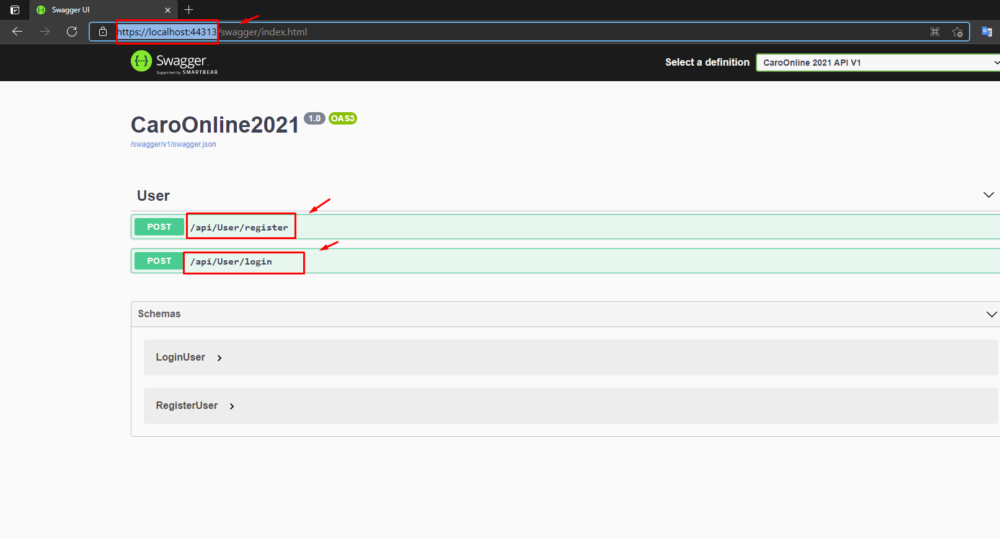 Swagger UI
https://localhost:44313/swagger/index.html
Swagger.
Supported by SMARTBEAR
Select a definition
CaroOnline 2021 API V1
CaroOnline2021 1.0 OAS3
/swagger/v1/swagger.json
User
POST /api/User/register
POST /api/User/login
Schemas
LoginUser
RegisterUser